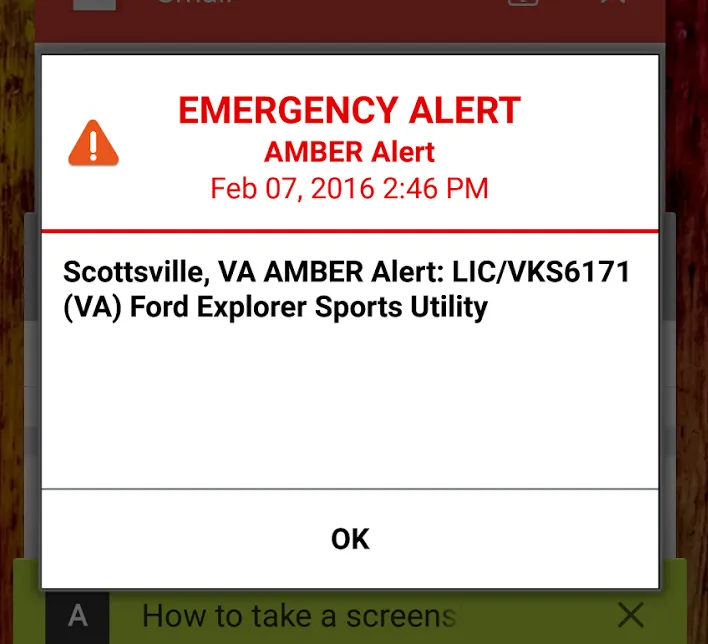 EMERGENCY ALERT
AMBER Alert
Feb 07, 2016 2:46 PM
Scottsville, VA AMBER Alert: LIC/VKS6171
(VA) Ford Explorer Sports Utility
OK
A How to take a screens